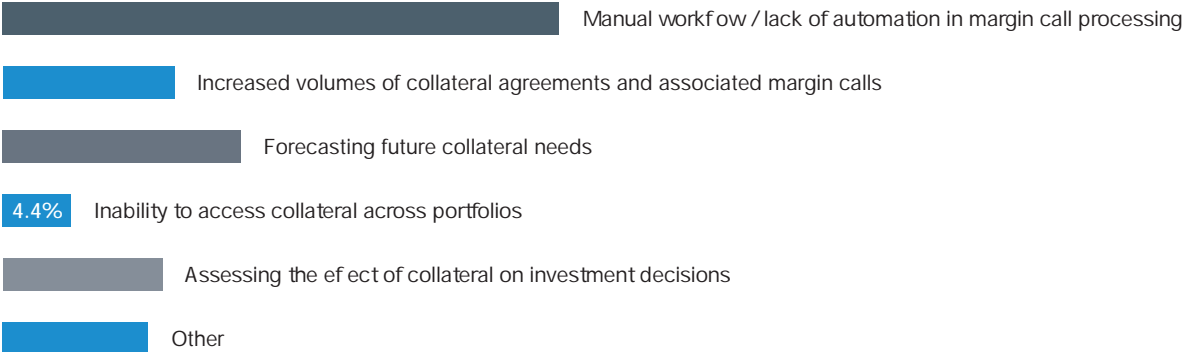 Manual workf ow / lack of automation in margin call processing
Increased volumes of collateral agreements and associated margin calls
Forecasting future collateral needs
4.4% Inability to access collateral across portfolios
Assessing the ef ect of collateral on investment decisions
Other